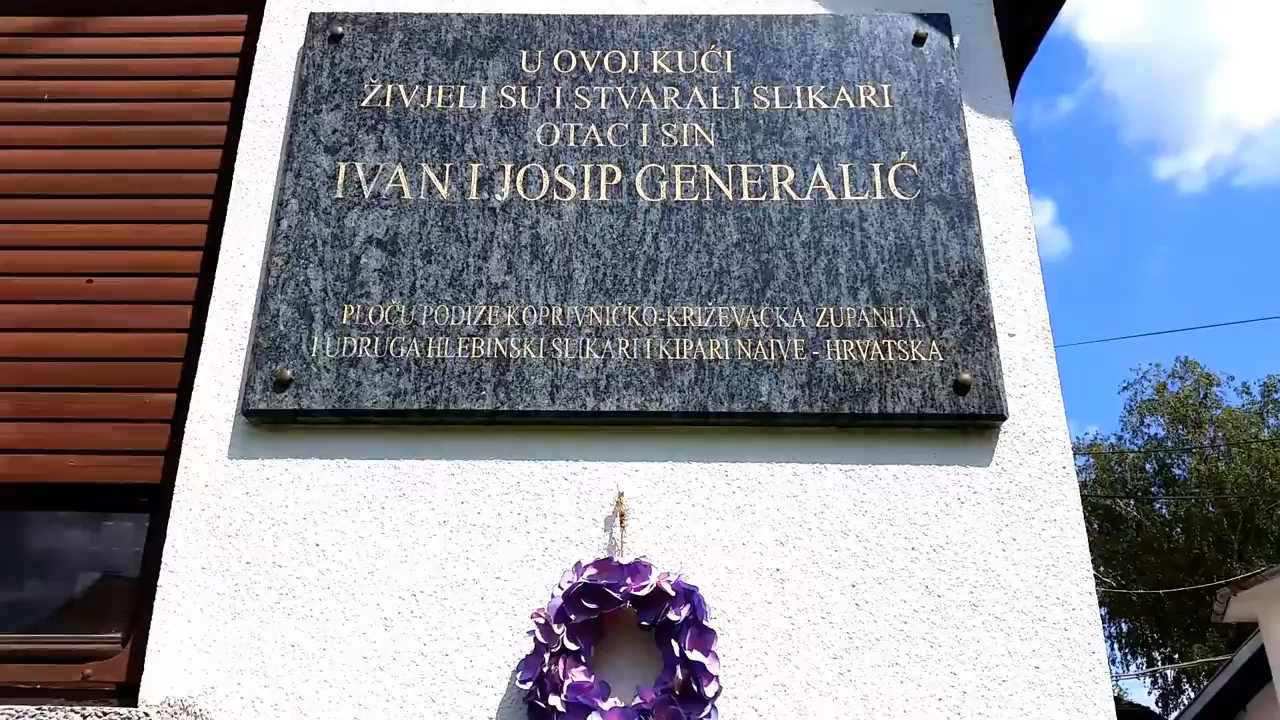 U OVOJ KUĆI
ŽIVJELI SU I STVARALI SLIKARI
OTAC I SIN
IVAN I JOSIP GENERALIĆ
PLOČU PODIŽE KOPRIVNIČKO-KRIŽEVAČKA ŽUPANIJA
I UDRUGA HLEBINSKI SLIKARI I KIPARI NAIVE - HRVATSKA